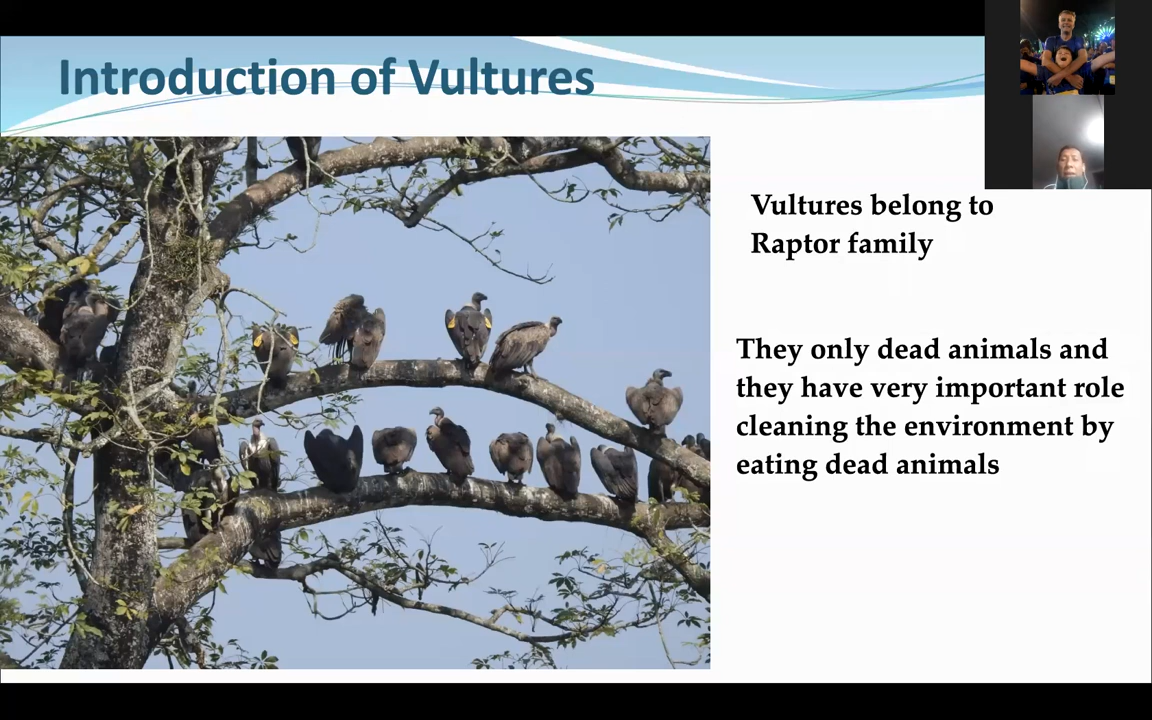 Introduction of Vultures
Vultures belong to
Raptor family
They only dead animals and
they have very important role
cleaning the environment by
eating dead animals